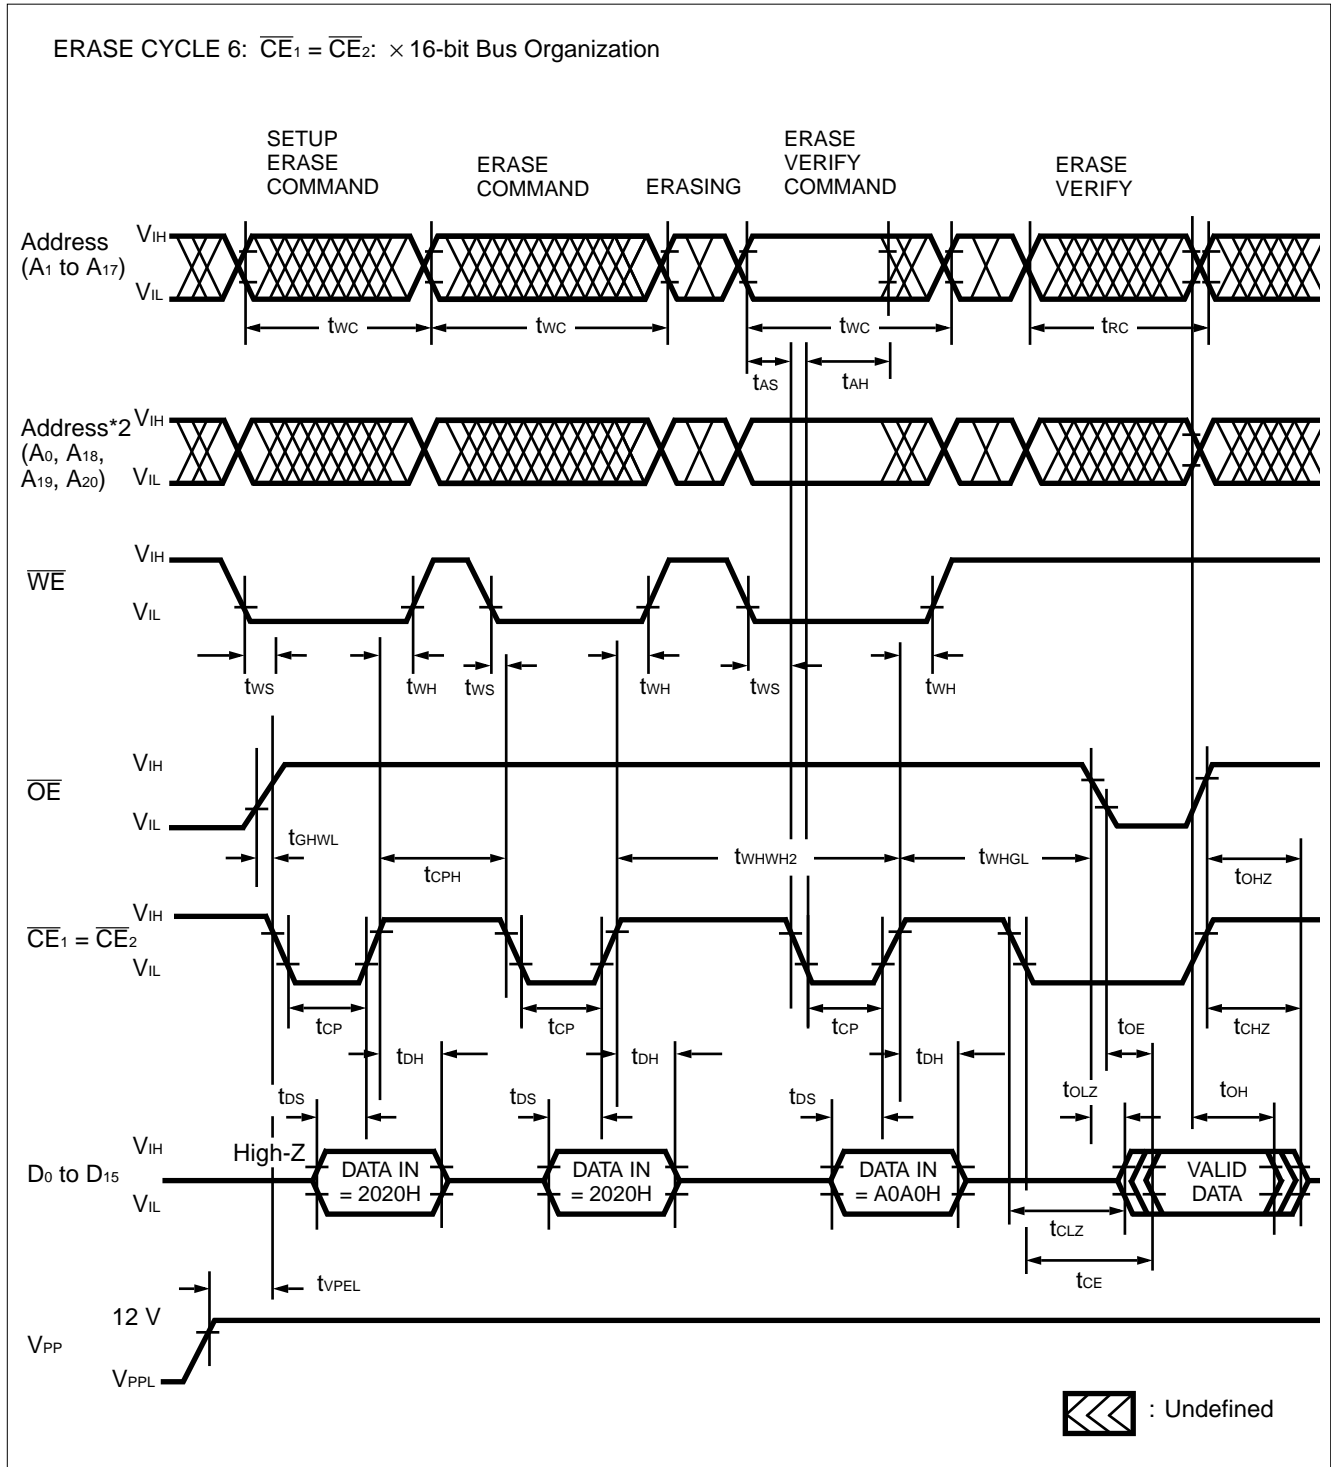 ERASE CYCLE 6: CE1 = CE2: × 16-bit Bus Organization
SETUP
ERASE
COMMAND
ERASE
COMMAND
ERASING
ERASE
VERIFY
COMMAND
ERASE
VERIFY
Address
(A1 to A17)
VIH
VIL
tWC
tWC
tWC
tRC
tAS
tAH
Address*2
(A0, A18,
A19, A20)
VIH
VIL
WE
VIH
VIL
tWS
tWH
tWS
tWH
tWS
tWH
OE
VIH
VIL
tGHWL
tCPH
tWHWH2
tWHGL
tOHZ
CE1 = CE2
VIH
VIL
tCP
tCP
tCP
tOE
tCHZ
tDH
tDH
tDH
tDS
tDS
tDS
tOLZ
tOH
D0 to D15
VIH
VIL
High-Z
DATA IN
= 2020H
DATA IN
= 2020H
DATA IN
= A0A0H
VALID
DATA
tCLZ
tCE
tVPEL
VPP
12 V
VPPL
: Undefined